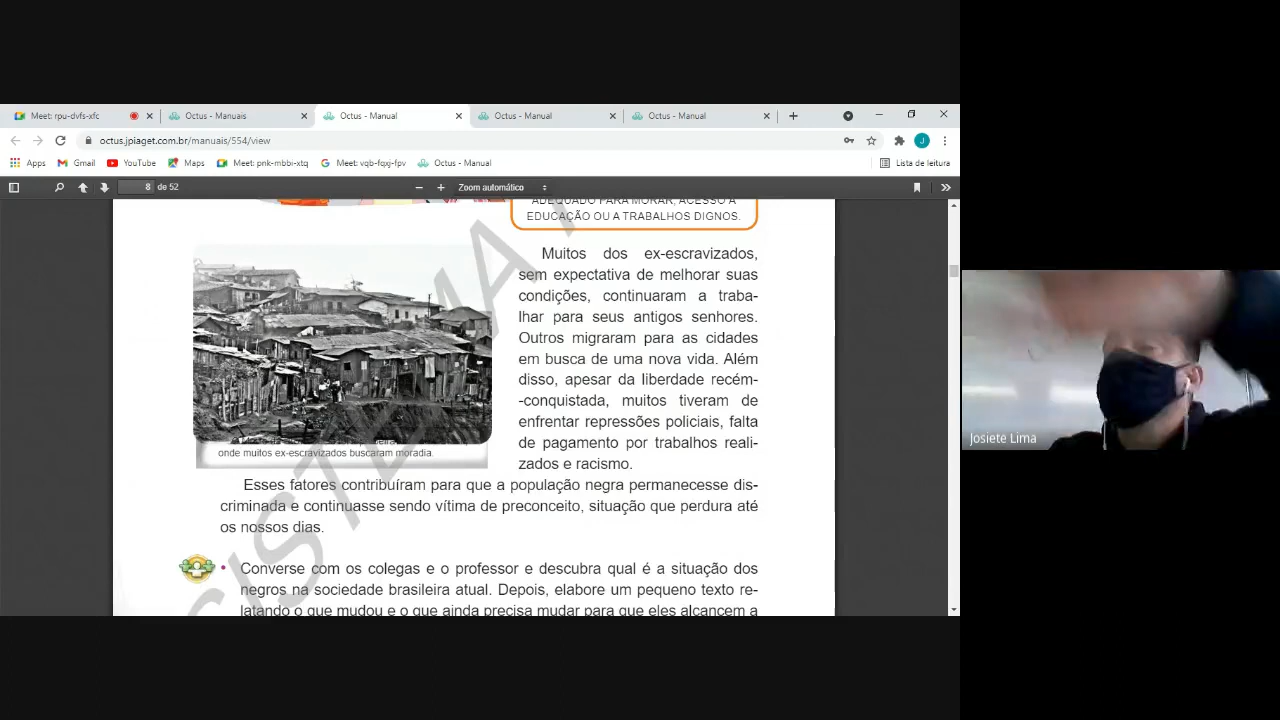 Meet: rpu-dvfs-xfc
Octus - Manuais
Octus - Manual
Octus - Manual
Octus - Manual
octus.jpiaget.com.br/manuais/554/view
Apps
Gmail
YouTube
Maps
Meet: pnk-mbbi-xtq
Meet: vqb-fqxj-fpv
Octus - Manual
Lista de leitura
8 de 52
Zoom automático
ADEQUADO PARA MORAR, ACESSO À
EDUCAÇÃO OU A TRABALHOS DIGNOS.
Muitos dos ex-escravizados,
sem expectativa de melhorar suas
condições, continuaram a traba-
lhar para seus antigos senhores.
Outros migraram para as cidades
em busca de uma nova vida. Além
disso, apesar da liberdade recém-
-conquistada, muitos tiveram de
enfrentar repressões policiais, falta
de pagamento por trabalhos reali-
zados e racismo.
onde muitos ex-escravizados buscaram moradia.
Esses fatores contribuíram para que a população negra permanecesse dis-
criminada e continuasse sendo vítima de preconceito, situação que perdura até
os nossos dias.
• Converse com os colegas e o professor e descubra qual é a situação dos
negros na sociedade brasileira atual. Depois, elabore um pequeno texto re-
latando o que mudou e o que ainda precisa mudar para que eles alcancem a
SISTEMA
Josiete Lima